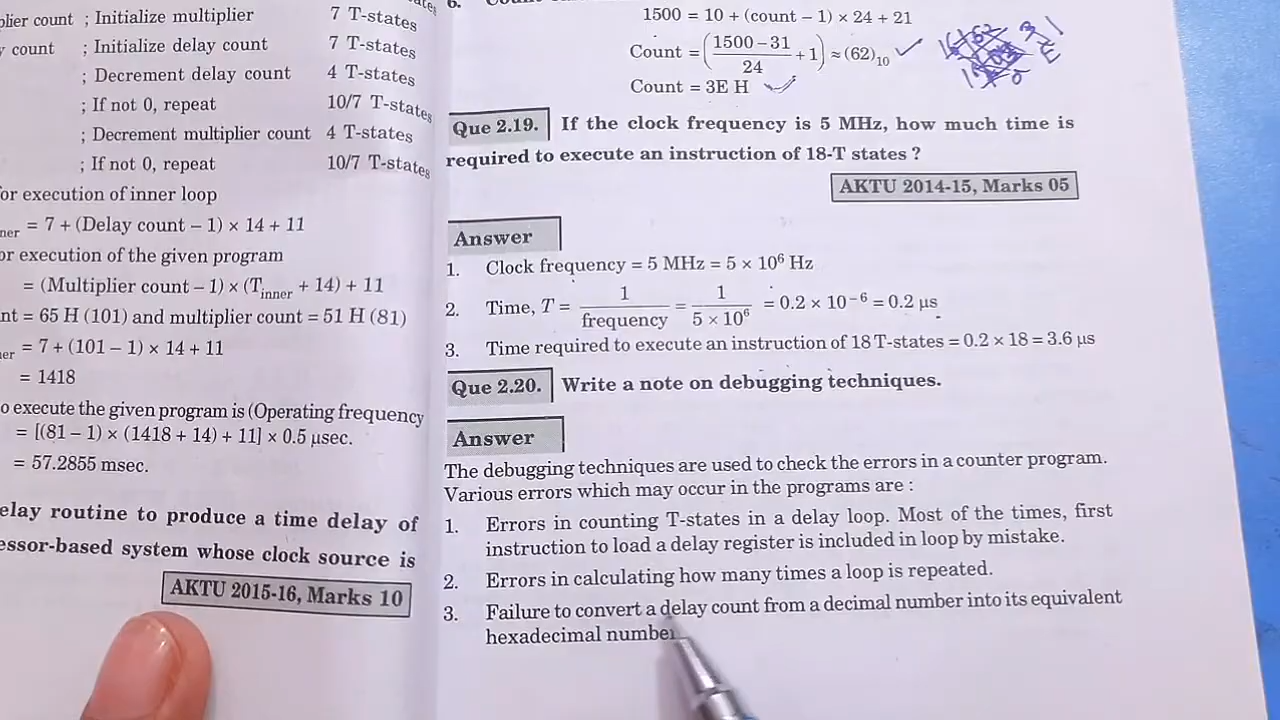 plier count ; Initialize multiplier 7 T-states
y count ; Initialize delay count 7 T-states
; Decrement delay count 4 T-states
; If not 0, repeat 10/7 T-states
; Decrement multiplier count 4 T-states
; If not 0, repeat 10/7 T-states
or execution of inner loop
ner = 7 + (Delay count – 1) × 14 + 11
or execution of the given program
= (Multiplier count – 1) × (Tinner + 14) + 11
nt = 65 H (101) and multiplier count = 51 H (81)
er = 7 + (101 – 1) × 14 + 11
= 1418
o execute the given program is (Operating frequency
= [(81 – 1) × (1418 + 14) + 11] × 0.5 μsec.
= 57.2855 msec.
elay routine to produce a time delay of
essor-based system whose clock source is
AKTU 2015-16, Marks 10
6.
1500 = 10 + (count – 1) × 24 + 21
Count = (1500 – 31 / 24 + 1) ≈ (62)10
Count = 3E H
Que 2.19. If the clock frequency is 5 MHz, how much time is
required to execute an instruction of 18-T states ?
AKTU 2014-15, Marks 05
Answer
1. Clock frequency = 5 MHz = 5 × 10⁶ Hz
2. Time, T = 1 / frequency = 1 / 5 × 10⁶ = 0.2 × 10⁻⁶ = 0.2 μs
3. Time required to execute an instruction of 18 T-states = 0.2 × 18 = 3.6 μs
Que 2.20. Write a note on debugging techniques.
Answer
The debugging techniques are used to check the errors in a counter program.
Various errors which may occur in the programs are :
1. Errors in counting T-states in a delay loop. Most of the times, first
instruction to load a delay register is included in loop by mistake.
2. Errors in calculating how many times a loop is repeated.
3. Failure to convert a delay count from a decimal number into its equivalent
hexadecimal number